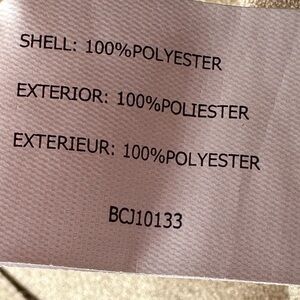 SHELL: 100%POLYESTER
EXTERIOR: 100%POLIESTER
EXTERIEUR: 100%POLYESTER
BCJ10133